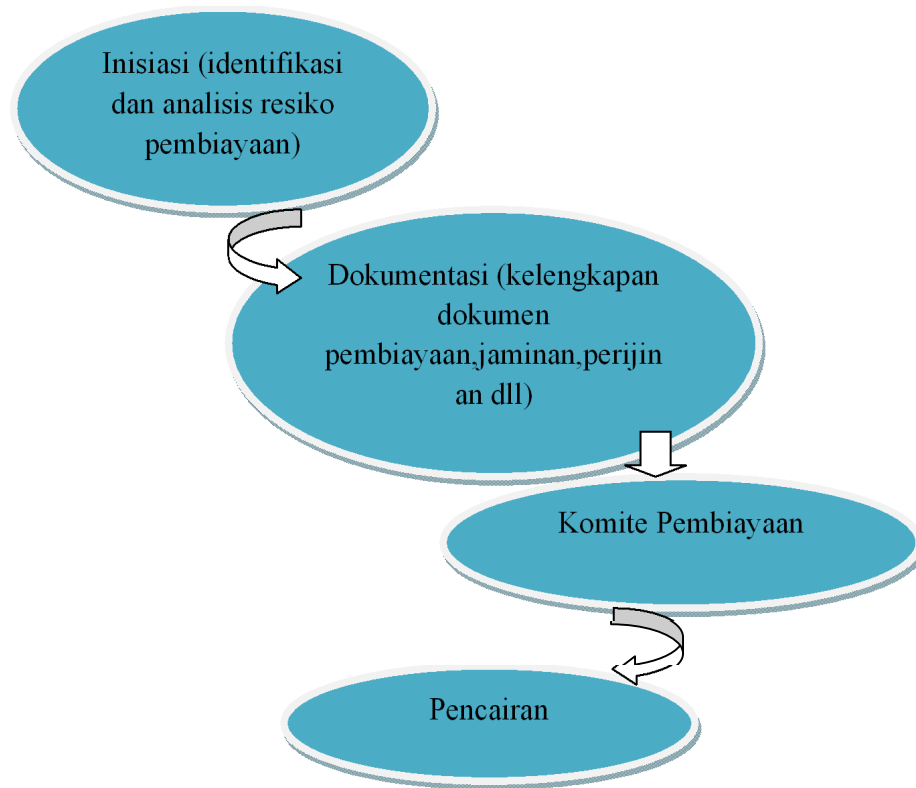 Inisiasi (identifikasi
dan analisis resiko
pembiayaan)
Dokumentasi (kelengkapan
dokumen
pembiayaan,jaminan,perijin
an dll)
Komite Pembiayaan
Pencairan